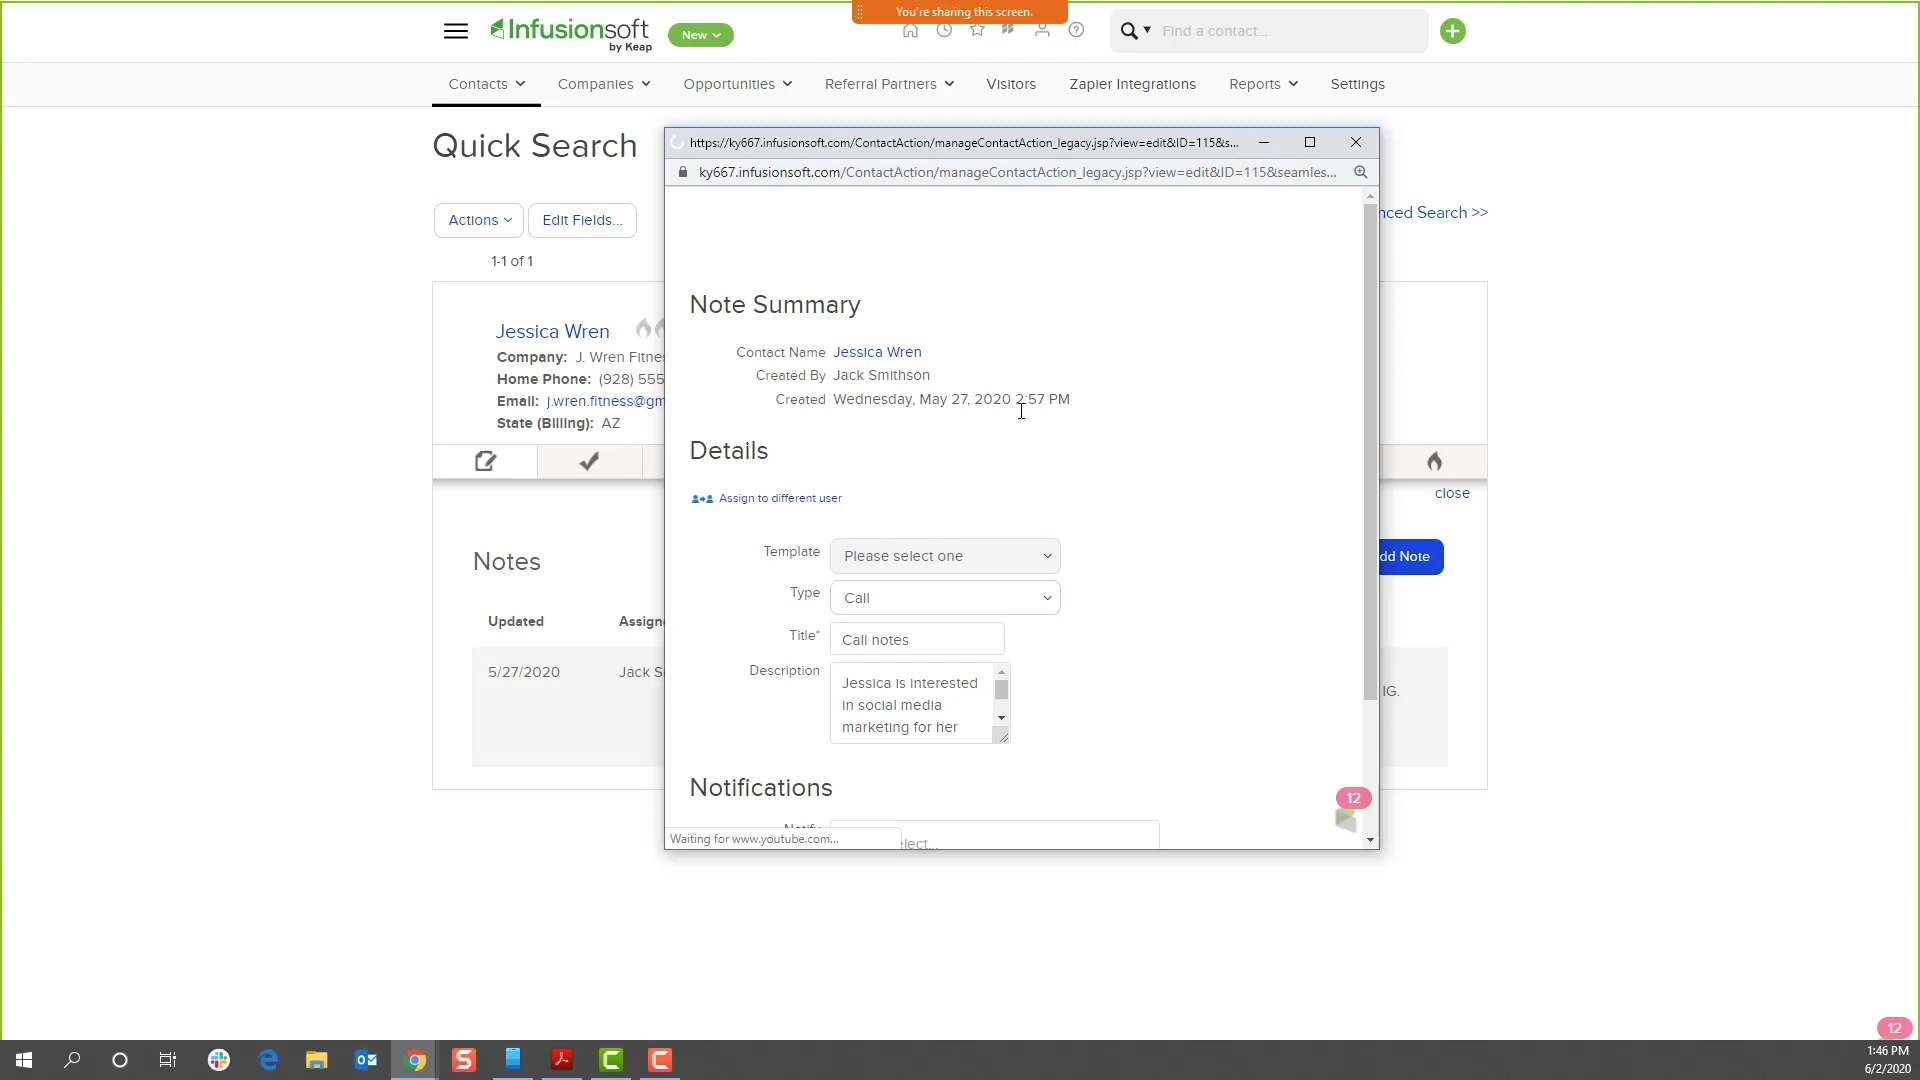 You're sharing this screen.
Infusionsoft
by Keap
New
Find a contact...
Contacts
Companies
Opportunities
Referral Partners
Visitors
Zapier Integrations
Reports
Settings
Quick Search
https://ky667.infusionsoft.com/ContactAction/manageContactAction_legacy.jsp?view=edit&ID=115&s...
ky667.infusionsoft.com/ContactAction/manageContactAction_legacy.jsp?view=edit&ID=115&seamles...
Actions
Edit Fields...
nced Search >>
1-1 of 1
Jessica Wren
Company: J. Wren Fitne
Home Phone: (928) 555
Email: j.wren.fitness@gm
State (Billing): AZ
close
Notes
dd Note
Updated
Assign
5/27/2020
Jack S
IG.
Note Summary
Contact Name Jessica Wren
Created By Jack Smithson
Created Wednesday, May 27, 2020 2:57 PM
Details
Assign to different user
Template Please select one
Type Call
Title* Call notes
Description Jessica is interested
in social media
marketing for her
Notifications
Notify
elect...
Waiting for www.youtube.com...
12
12
1:46 PM
6/2/2020